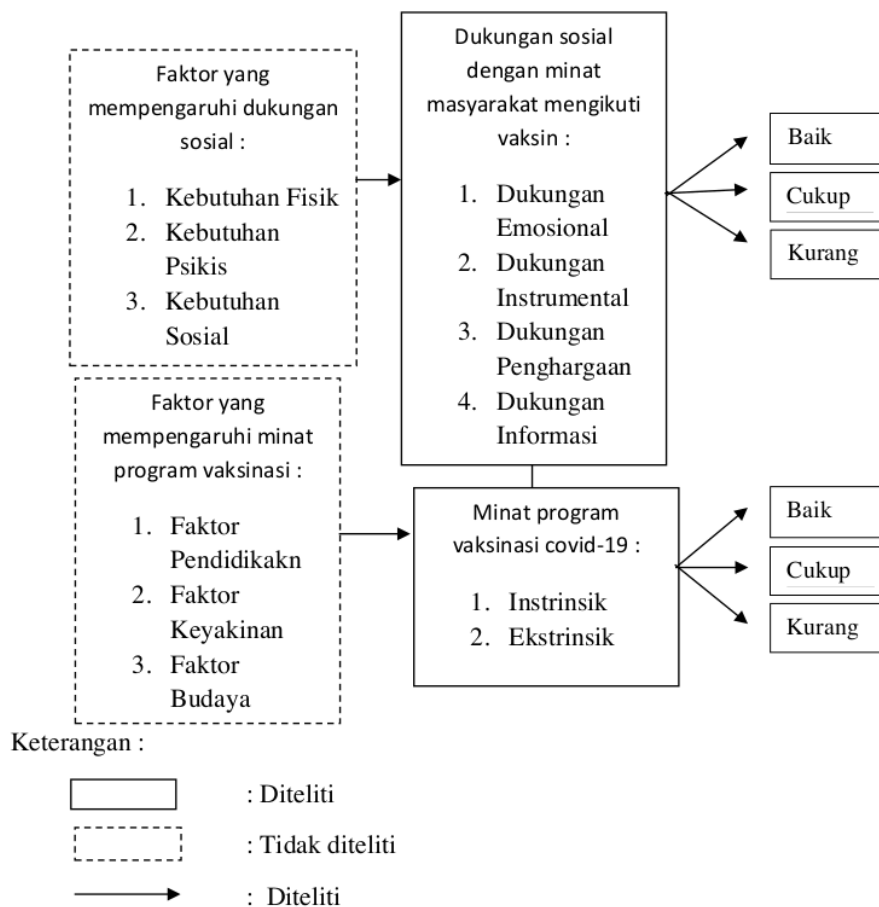 Faktor yang
mempengaruhi dukungan
sosial :
1. Kebutuhan Fisik
2. Kebutuhan
Psikis
3. Kebutuhan
Sosial
Dukungan sosial
dengan minat
masyarakat mengikuti
vaksin :
1. Dukungan
Emosional
2. Dukungan
Instrumental
3. Dukungan
Penghargaan
4. Dukungan
Informasi
Baik
Cukup
Kurang
Faktor yang
mempengaruhi minat
program vaksinasi :
1. Faktor
Pendidikakn
2. Faktor
Keyakinan
3. Faktor
Budaya
Minat program
vaksinasi covid-19 :
1. Instrinsik
2. Ekstrinsik
Baik
Cukup
Kurang
Keterangan :
: Diteliti
: Tidak diteliti
: Diteliti